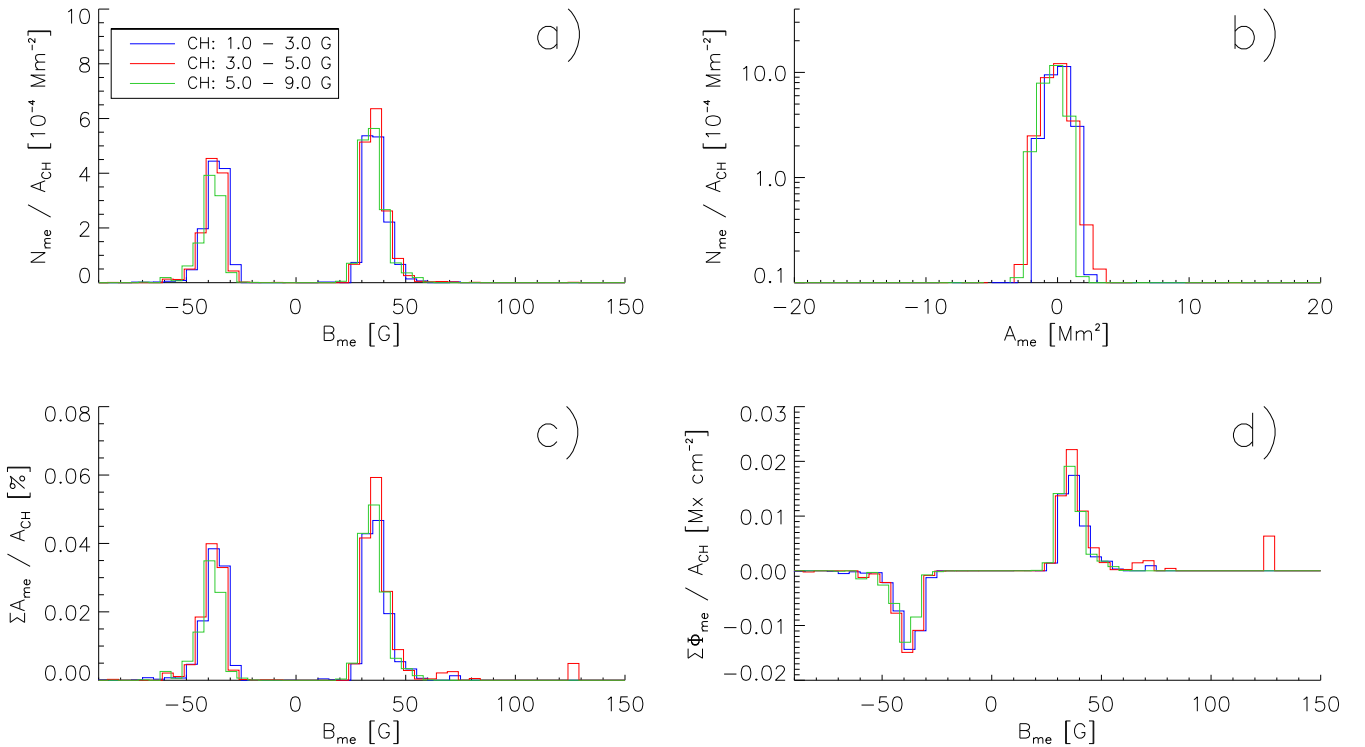 a)
10
8
6
4
2
0
N_me / A_CH [10⁻⁴ Mm⁻²]
CH: 1.0 − 3.0 G
CH: 3.0 − 5.0 G
CH: 5.0 − 9.0 G
−50 0 50 100 150
B_me [G]
b)
10.0
1.0
0.1
N_me / A_CH [10⁻⁴ Mm⁻²]
−20 −10 0 10 20
A_me [Mm²]
c)
0.08
0.06
0.04
0.02
0.00
ΣA_me / A_CH [%]
−50 0 50 100 150
B_me [G]
d)
0.03
0.02
0.01
0.00
−0.01
−0.02
ΣΦ_me / A_CH [Mx cm⁻²]
−50 0 50 100 150
B_me [G]